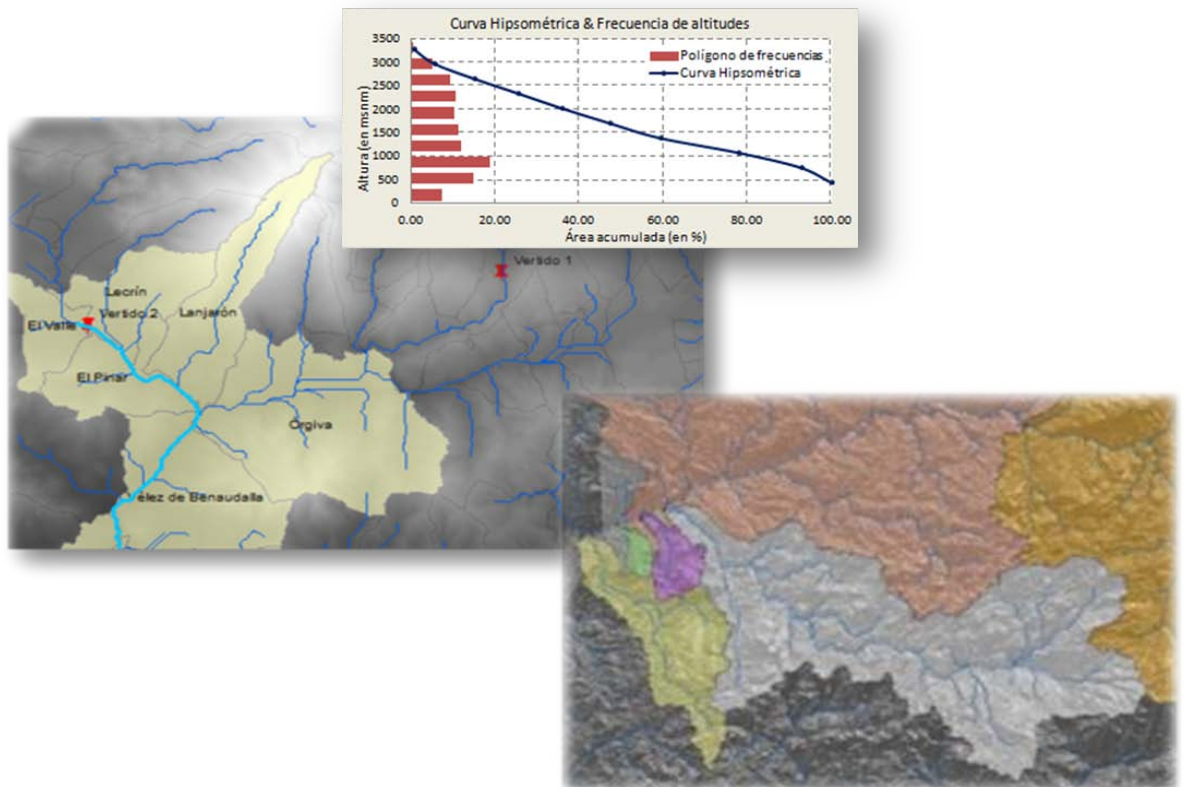 Curva Hipsométrica & Frecuencia de altitudes
3500
3000
2500
2000
1500
1000
500
0
Altura (en msnm)
Polígono de frecuencias
Curva Hipsométrica
0.00 20.00 40.00 60.00 80.00 100.00
Área acumulada (en %)
Vertido 1
Lecrín
Vertido 2
Lanjarón
El Valle
El Pinar
Órgiva
élez de Benaudalla